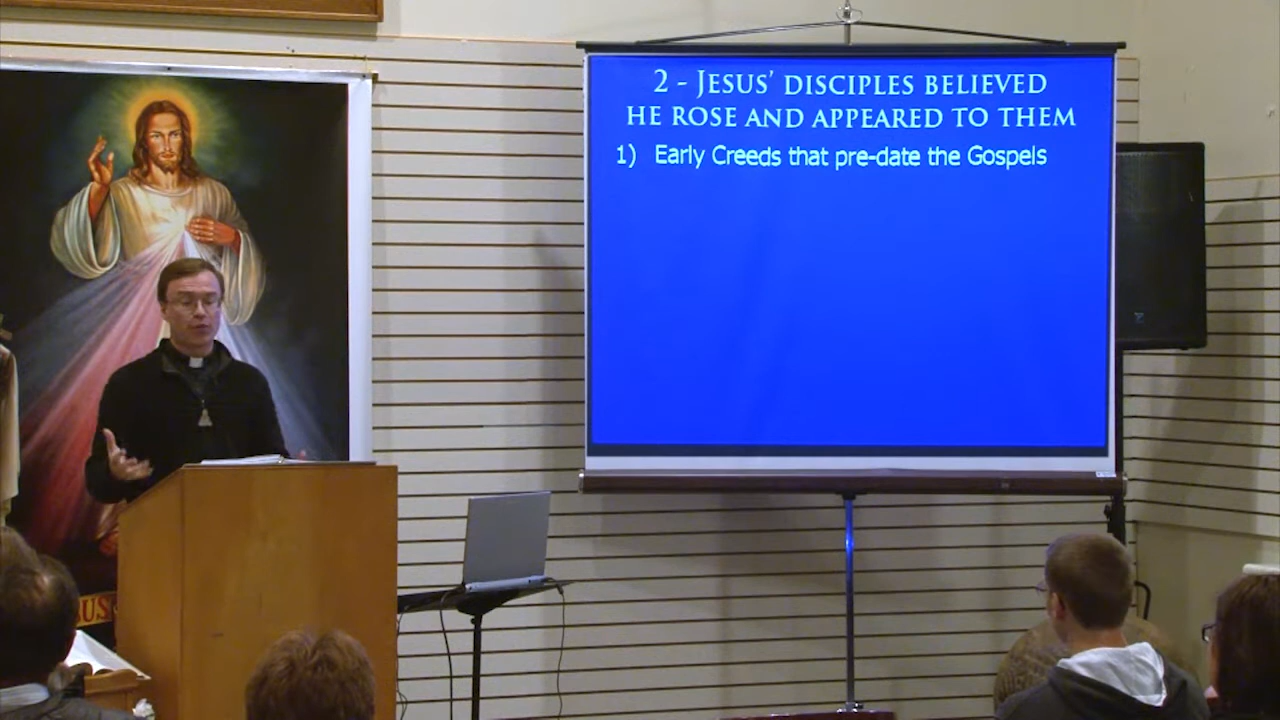 2 - Jesus’ disciples believed
he rose and appeared to them
1) Early Creeds that pre-date the Gospels